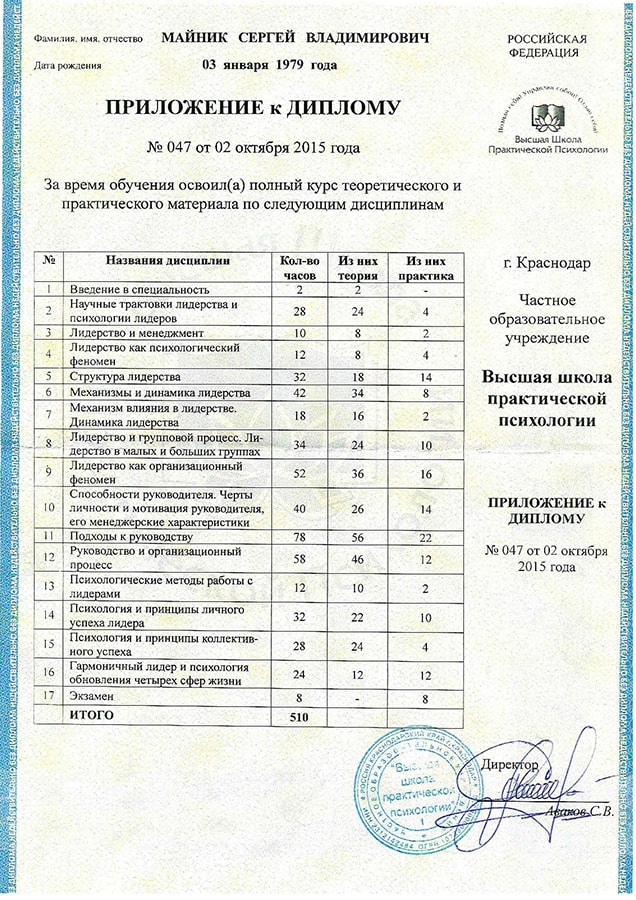 Фамилия. имя. отчество МАЙНИК СЕРГЕЙ ВЛАДИМИРОВИЧ
Дата рождения 03 января 1979 года
ПРИЛОЖЕНИЕ к ДИПЛОМУ
№ 047 от 02 октября 2015 года
За время обучения освоил(а) полный курс теоретического и
практического материала по следующим дисциплинам
№ Названия дисциплин Кол-во часов Из них теория Из них практика
1 Введение в специальность 2 2 -
2 Научные трактовки лидерства и
психологии лидеров 28 24 4
3 Лидерство и менеджмент 10 8 2
4 Лидерство как психологический
феномен 12 8 4
5 Структура лидерства 32 18 14
6 Механизмы и динамика лидерства 42 34 8
7 Механизм влияния в лидерстве.
Динамика лидерства 18 16 2
8 Лидерство и групповой процесс. Ли-
дерство в малых и больших группах 34 24 10
9 Лидерство как организационный
феномен 52 36 16
10 Способности руководителя. Черты
личности и мотивация руководителя,
его менеджерские характеристики 40 26 14
11 Подходы к руководству 78 56 22
12 Руководство и организационный
процесс 58 46 12
13 Психологические методы работы с
лидерами 12 10 2
14 Психология и принципы личного
успеха лидера 32 22 10
15 Психология и принципы коллектив-
ного успеха 28 24 4
16 Гармоничный лидер и психология
обновления четырех сфер жизни 24 12 12
17 Экзамен 8 - 8
ИТОГО 510
РОССИЙСКАЯ
ФЕДЕРАЦИЯ
Познай себя! Управляй собой! Создай себя!
Высшая Школа
Практической Психологии
г. Краснодар
Частное
образовательное
учреждение
Высшая школа
практической
психологии
ПРИЛОЖЕНИЕ к
ДИПЛОМУ
№ 047 от 02 октября
2015 года
Директор
Аваков С.В.
"Высшая
школа
практической
психологии"
1
НЕДЕЙСТВИТЕЛЬНО БЕЗ ДИПЛОМА